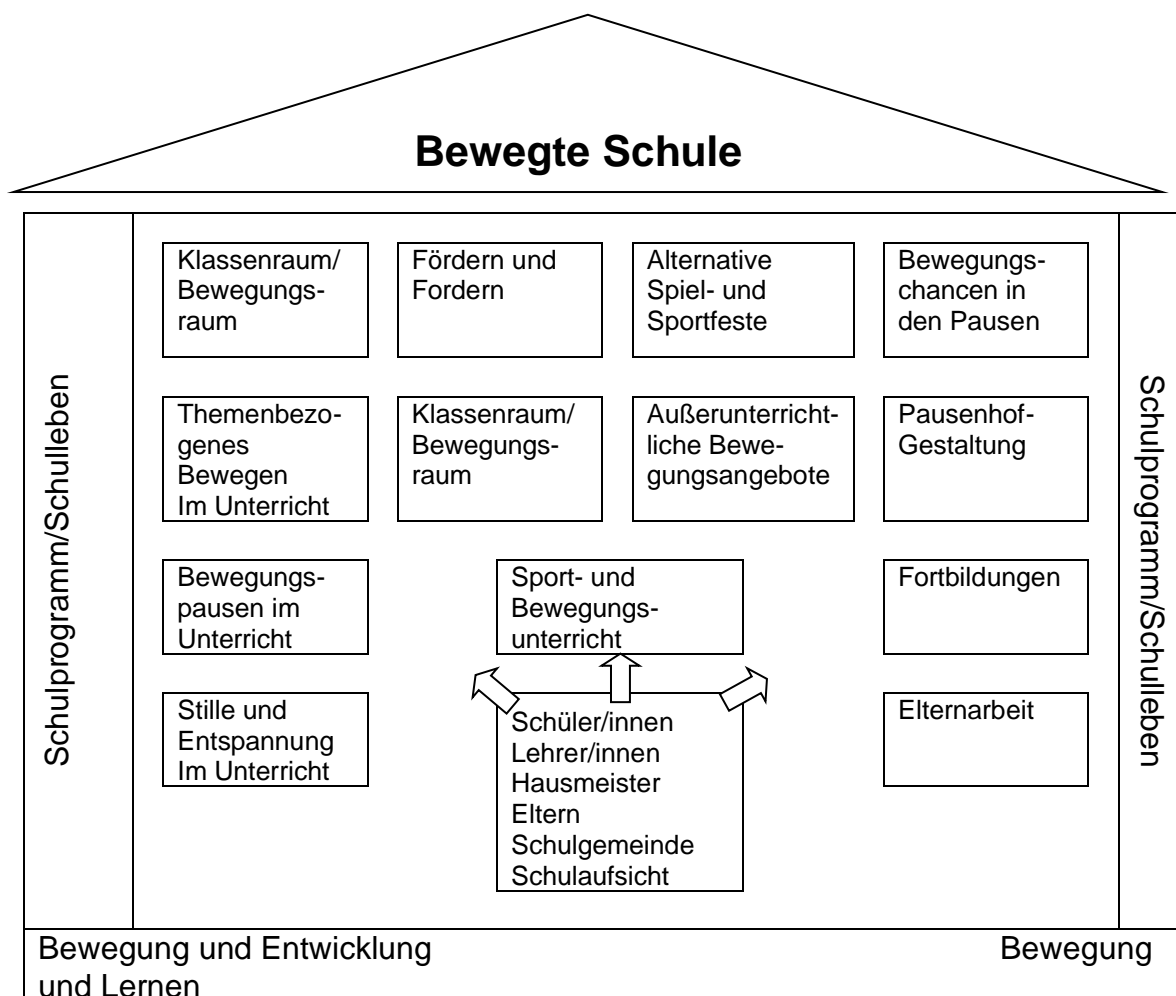 Bewegte Schule
Schulprogramm/Schulleben
Klassenraum/
Bewegungs-
raum
Fördern und
Fordern
Alternative
Spiel- und
Sportfeste
Bewegungs-
chancen in
den Pausen
Themenbezo-
genes
Bewegen
Im Unterricht
Klassenraum/
Bewegungs-
raum
Außerunterricht-
liche Bewe-
gungsangebote
Pausenhof-
Gestaltung
Bewegungs-
pausen im
Unterricht
Sport- und
Bewegungs-
unterricht
Fortbildungen
Stille und
Entspannung
Im Unterricht
Schüler/innen
Lehrer/innen
Hausmeister
Eltern
Schulgemeinde
Schulaufsicht
Elternarbeit
Schulprogramm/Schulleben
Bewegung und Entwicklung Bewegung
und Lernen